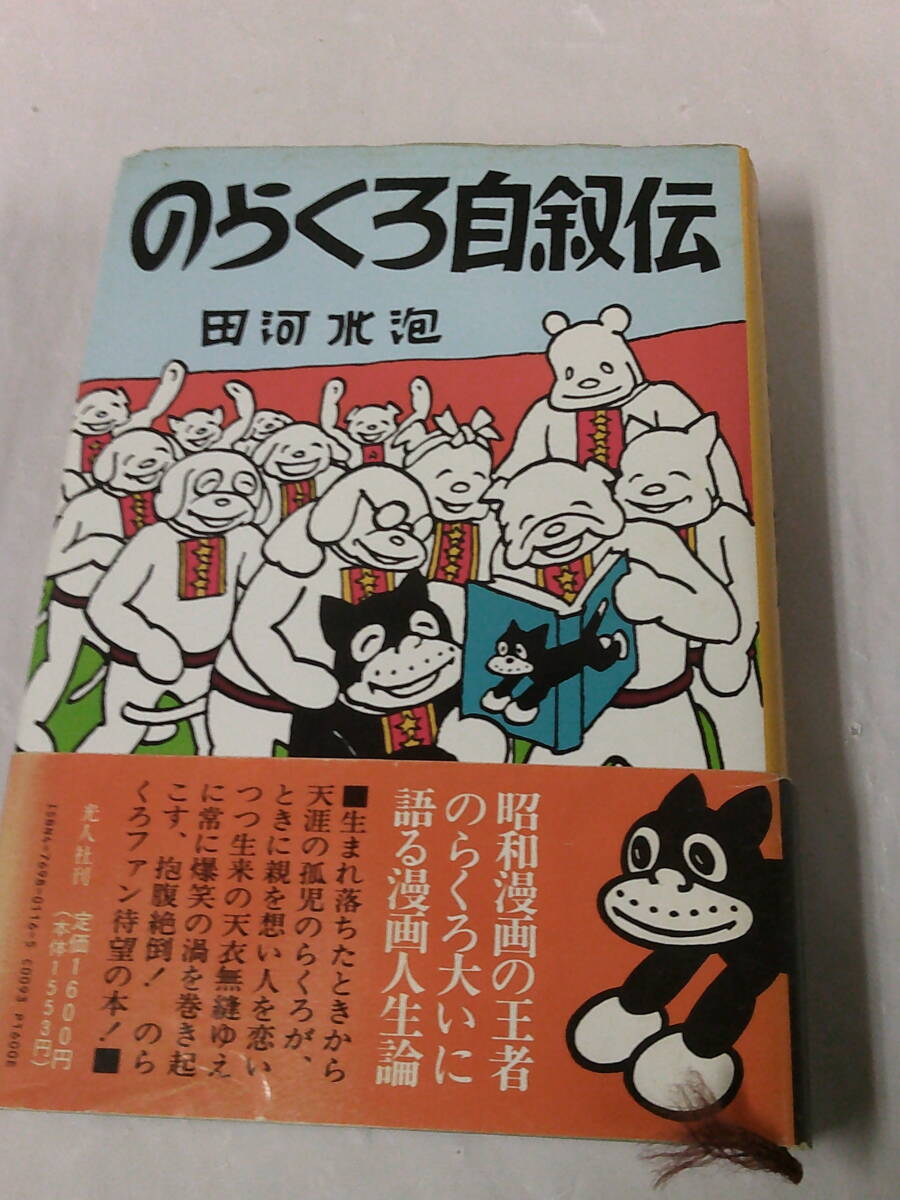 のらくろ自叙伝
田河水泡
昭和漫画の王者
のらくろ大いに
語る漫画人生論
■生まれ落ちたときから
天涯の孤児のらくろが、
ときに親を想い人を恋い
つつ生来の天衣無縫ゆえ
に常に爆笑の渦を巻き起
こす、抱腹絶倒！　のら
くろファン待望の本！■
光人社刊
定価1600円
（本体1553円）
ISBN4-7698-0116-5 C0093 P1600E